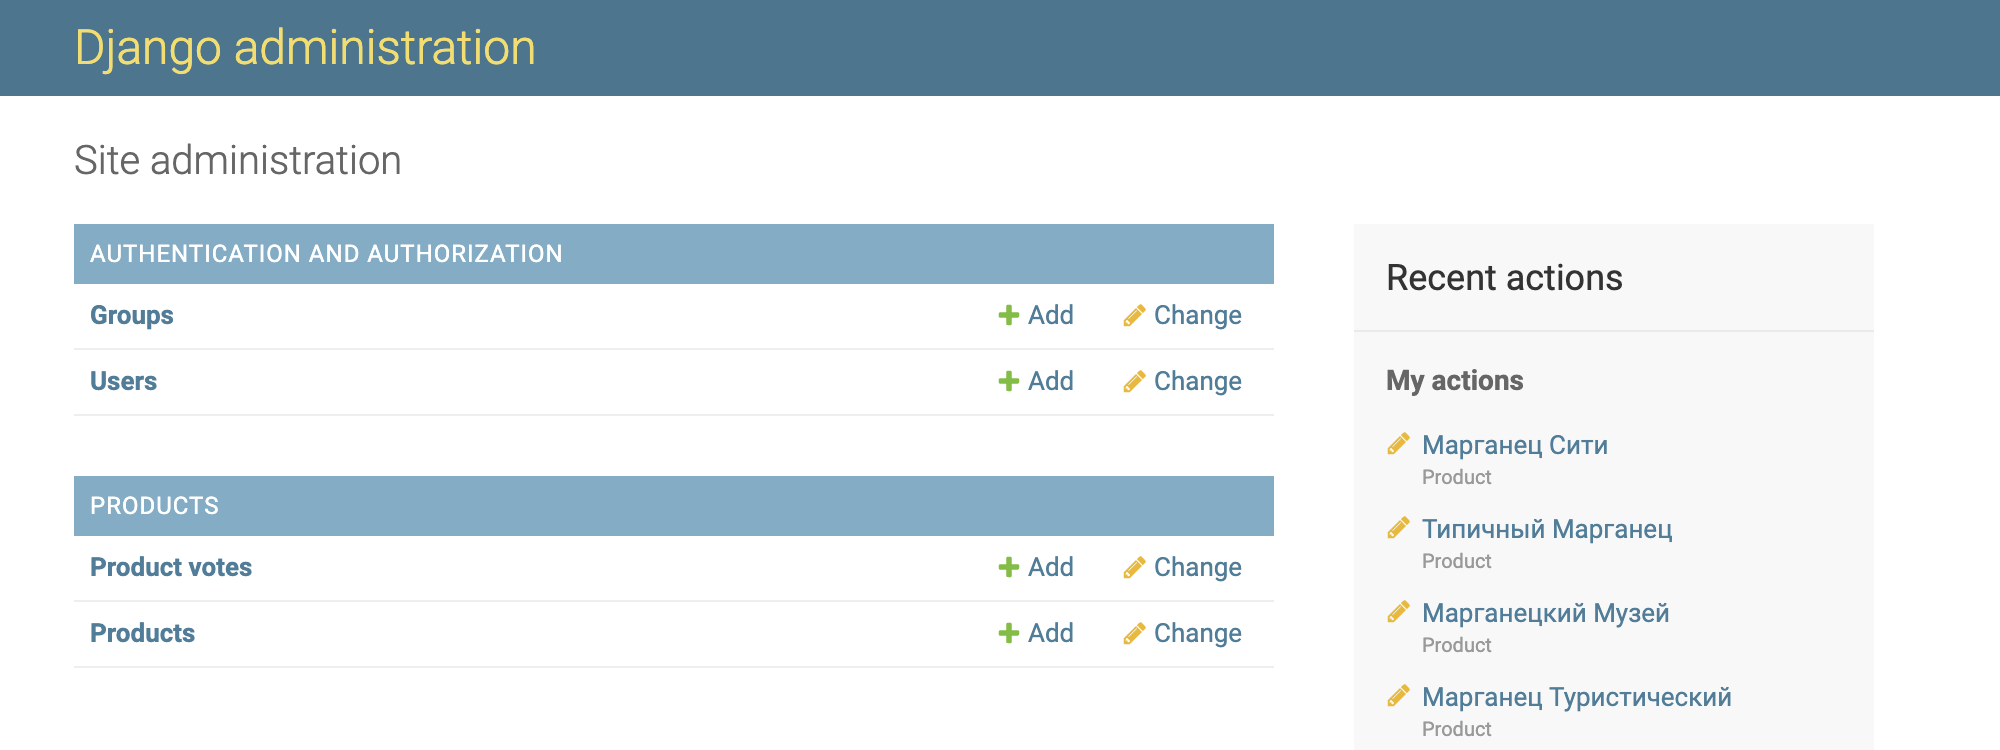 Django administration
Site administration
AUTHENTICATION AND AUTHORIZATION
Groups Add Change
Users Add Change
PRODUCTS
Product votes Add Change
Products Add Change
Recent actions
My actions
Марганец Сити
Product
Типичный Марганец
Product
Марганецкий Музей
Product
Марганец Туристический
Product